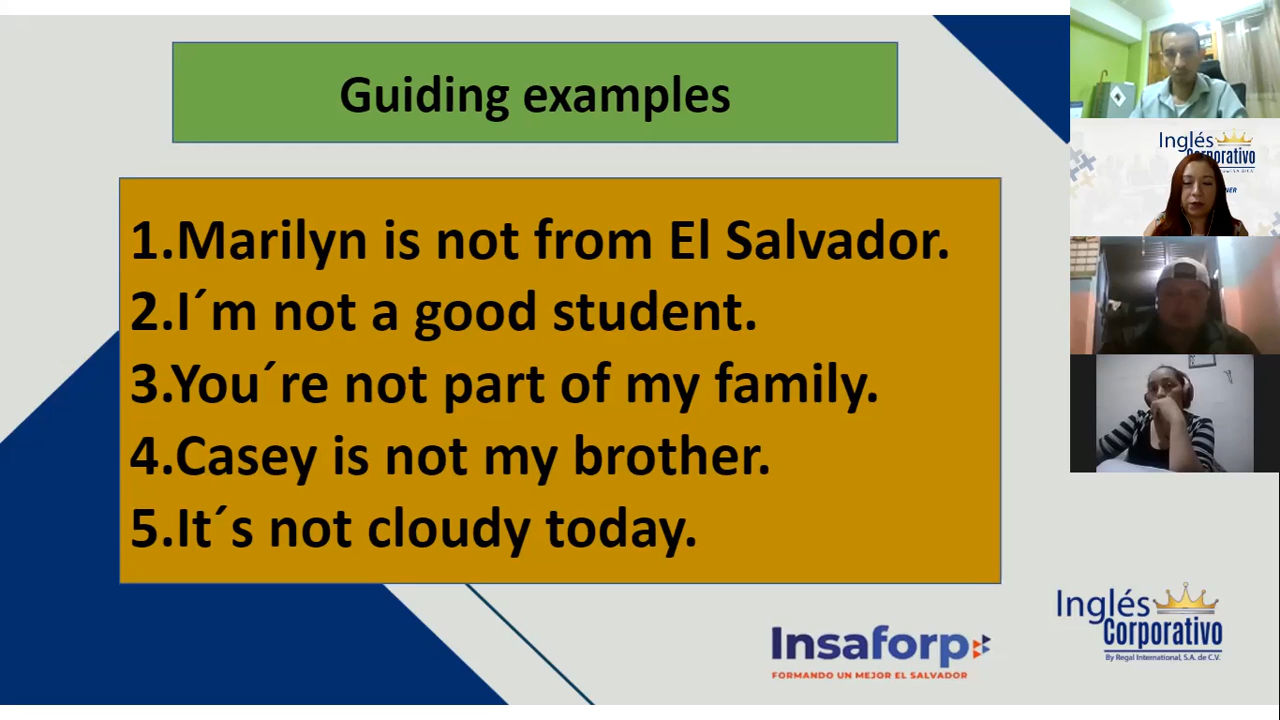 Guiding examples
1.Marilyn is not from El Salvador.
2.I´m not a good student.
3.You´re not part of my family.
4.Casey is not my brother.
5.It´s not cloudy today.
Insaforp
FORMANDO UN MEJOR EL SALVADOR
Inglés
Corporativo
By Regal International, S.A. de C.V.
Inglés
Corporativo